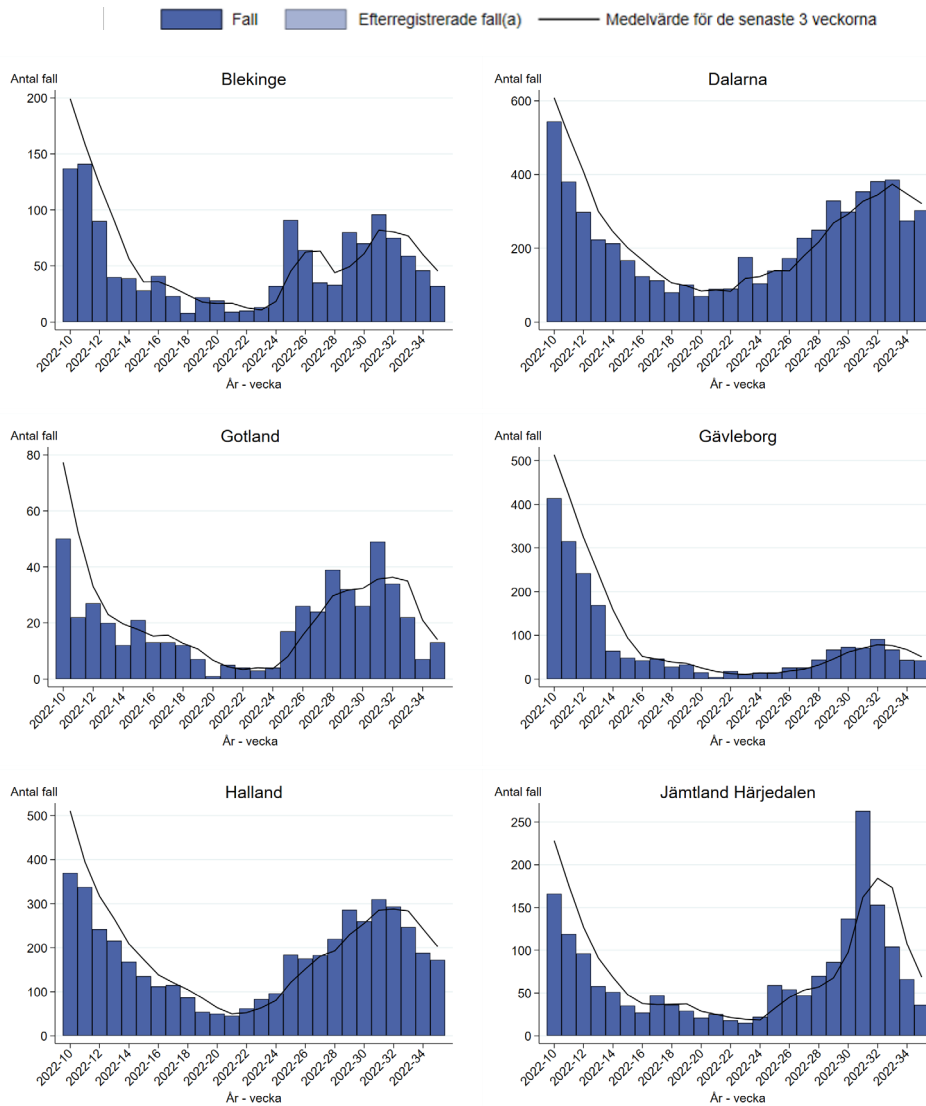 Fall Efterregistrerade fall(a) Medelvärde för de senaste 3 veckorna
Antal fall
Blekinge
200
150
100
50
0
2022-10 2022-12 2022-14 2022-16 2022-18 2022-20 2022-22 2022-24 2022-26 2022-28 2022-30 2022-32 2022-34
År - vecka
Antal fall
Dalarna
600
400
200
0
2022-10 2022-12 2022-14 2022-16 2022-18 2022-20 2022-22 2022-24 2022-26 2022-28 2022-30 2022-32 2022-34
År - vecka
Antal fall
Gotland
80
60
40
20
0
2022-10 2022-12 2022-14 2022-16 2022-18 2022-20 2022-22 2022-24 2022-26 2022-28 2022-30 2022-32 2022-34
År - vecka
Antal fall
Gävleborg
500
400
300
200
100
0
2022-10 2022-12 2022-14 2022-16 2022-18 2022-20 2022-22 2022-24 2022-26 2022-28 2022-30 2022-32 2022-34
År - vecka
Antal fall
Halland
500
400
300
200
100
0
2022-10 2022-12 2022-14 2022-16 2022-18 2022-20 2022-22 2022-24 2022-26 2022-28 2022-30 2022-32 2022-34
År - vecka
Antal fall
Jämtland Härjedalen
250
200
150
100
50
0
2022-10 2022-12 2022-14 2022-16 2022-18 2022-20 2022-22 2022-24 2022-26 2022-28 2022-30 2022-32 2022-34
År - vecka